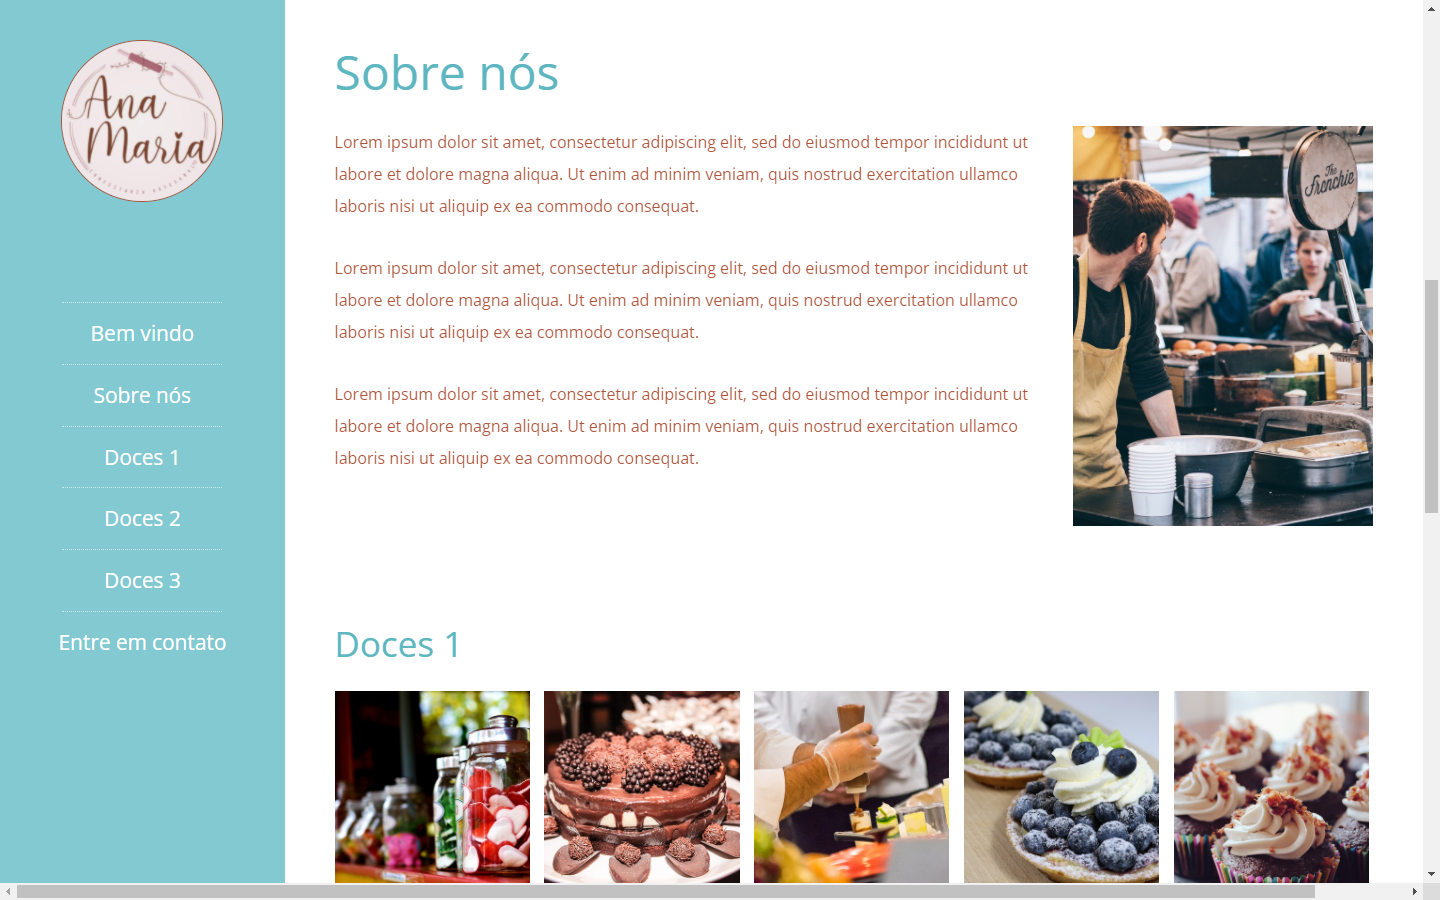 Ana
Maria
Bem vindo
Sobre nós
Doces 1
Doces 2
Doces 3
Entre em contato
Sobre nós
Lorem ipsum dolor sit amet, consectetur adipiscing elit, sed do eiusmod tempor incididunt ut
labore et dolore magna aliqua. Ut enim ad minim veniam, quis nostrud exercitation ullamco
laboris nisi ut aliquip ex ea commodo consequat.
Lorem ipsum dolor sit amet, consectetur adipiscing elit, sed do eiusmod tempor incididunt ut
labore et dolore magna aliqua. Ut enim ad minim veniam, quis nostrud exercitation ullamco
laboris nisi ut aliquip ex ea commodo consequat.
Lorem ipsum dolor sit amet, consectetur adipiscing elit, sed do eiusmod tempor incididunt ut
labore et dolore magna aliqua. Ut enim ad minim veniam, quis nostrud exercitation ullamco
laboris nisi ut aliquip ex ea commodo consequat.
The
Frenchie
Doces 1